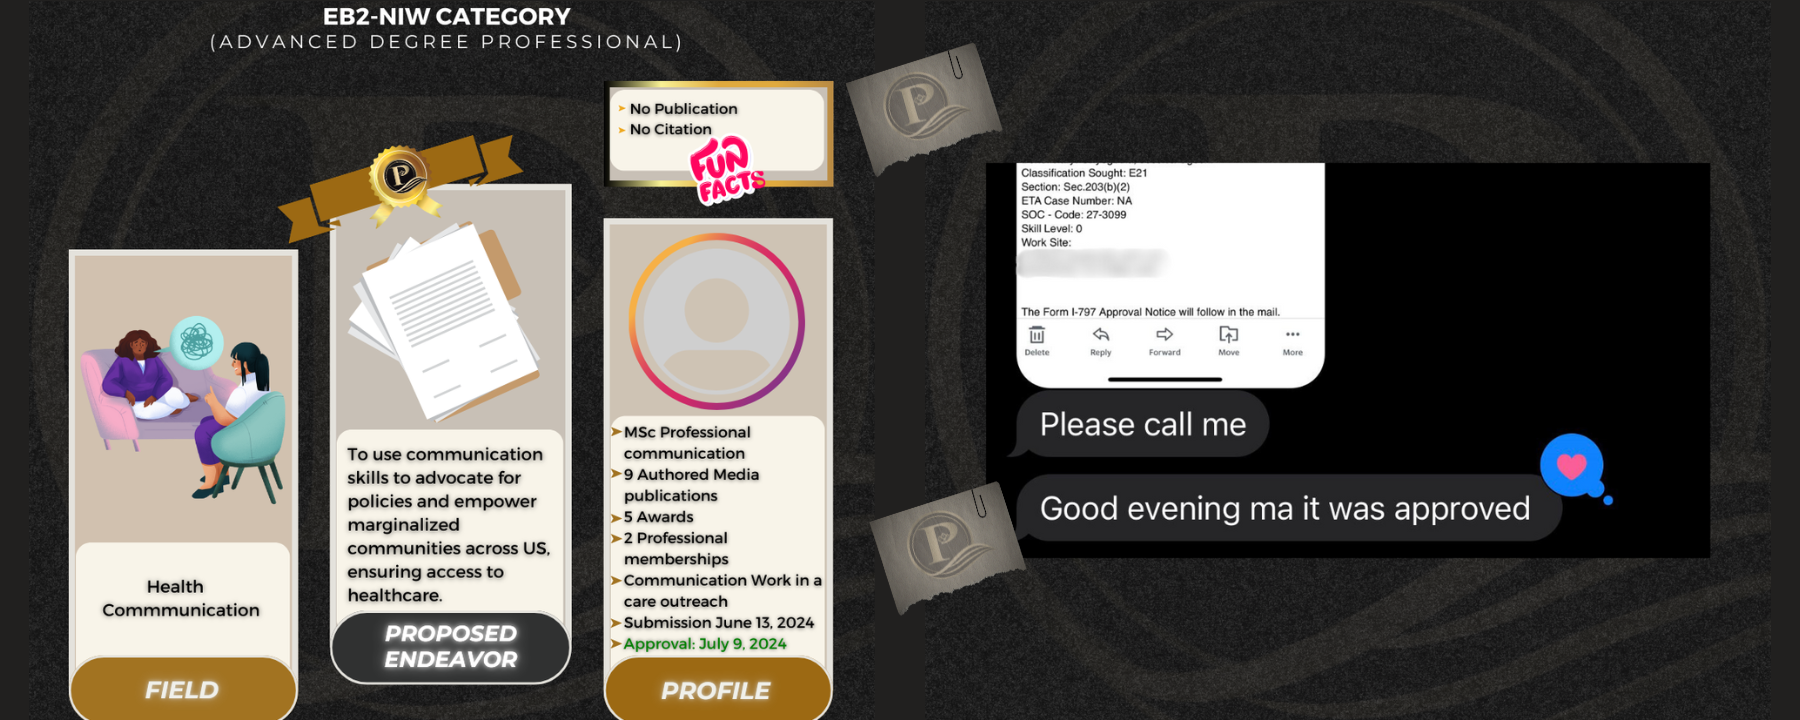 EB2-NIW CATEGORY
(ADVANCED DEGREE PROFESSIONAL)
No Publication
No Citation
FUN
FACTS
P
Health
Commmunication
FIELD
To use communication
skills to advocate for
policies and empower
marginalized
communities across US,
ensuring access to
healthcare.
PROPOSED
ENDEAVOR
MSc Professional
communication
9 Authored Media
publications
5 Awards
2 Professional
memberships
Communication Work in a
care outreach
Submission June 13, 2024
Approval: July 9, 2024
PROFILE
P
Classification Sought: E21
Section: Sec.203(b)(2)
ETA Case Number: NA
SOC - Code: 27-3099
Skill Level: 0
Work Site:
The Form I-797 Approval Notice will follow in the mail.
Delete Reply Forward Move More
Please call me
Good evening ma it was approved
P